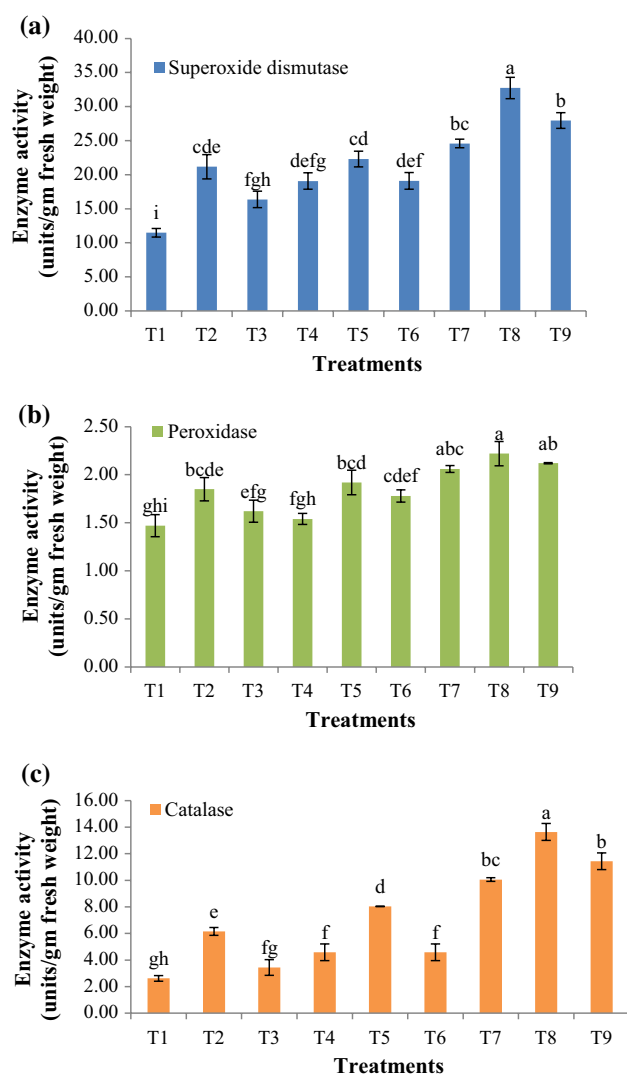 (a)
40.00
35.00
30.00
25.00
20.00
15.00
10.00
5.00
0.00
Enzyme activity
(units/gm fresh weight)
Superoxide dismutase
i
cde
fgh
defg
cd
def
bc
a
b
T1 T2 T3 T4 T5 T6 T7 T8 T9
Treatments
(b)
2.50
2.00
1.50
1.00
0.50
0.00
Enzyme activity
(units/gm fresh weight)
Peroxidase
ghi
bcde
efg
fgh
bcd
cdef
abc
a
ab
T1 T2 T3 T4 T5 T6 T7 T8 T9
Treatments
(c)
16.00
14.00
12.00
10.00
8.00
6.00
4.00
2.00
0.00
Enzyme activity
(units/gm fresh weight)
Catalase
gh
e
fg
f
d
f
bc
a
b
T1 T2 T3 T4 T5 T6 T7 T8 T9
Treatments